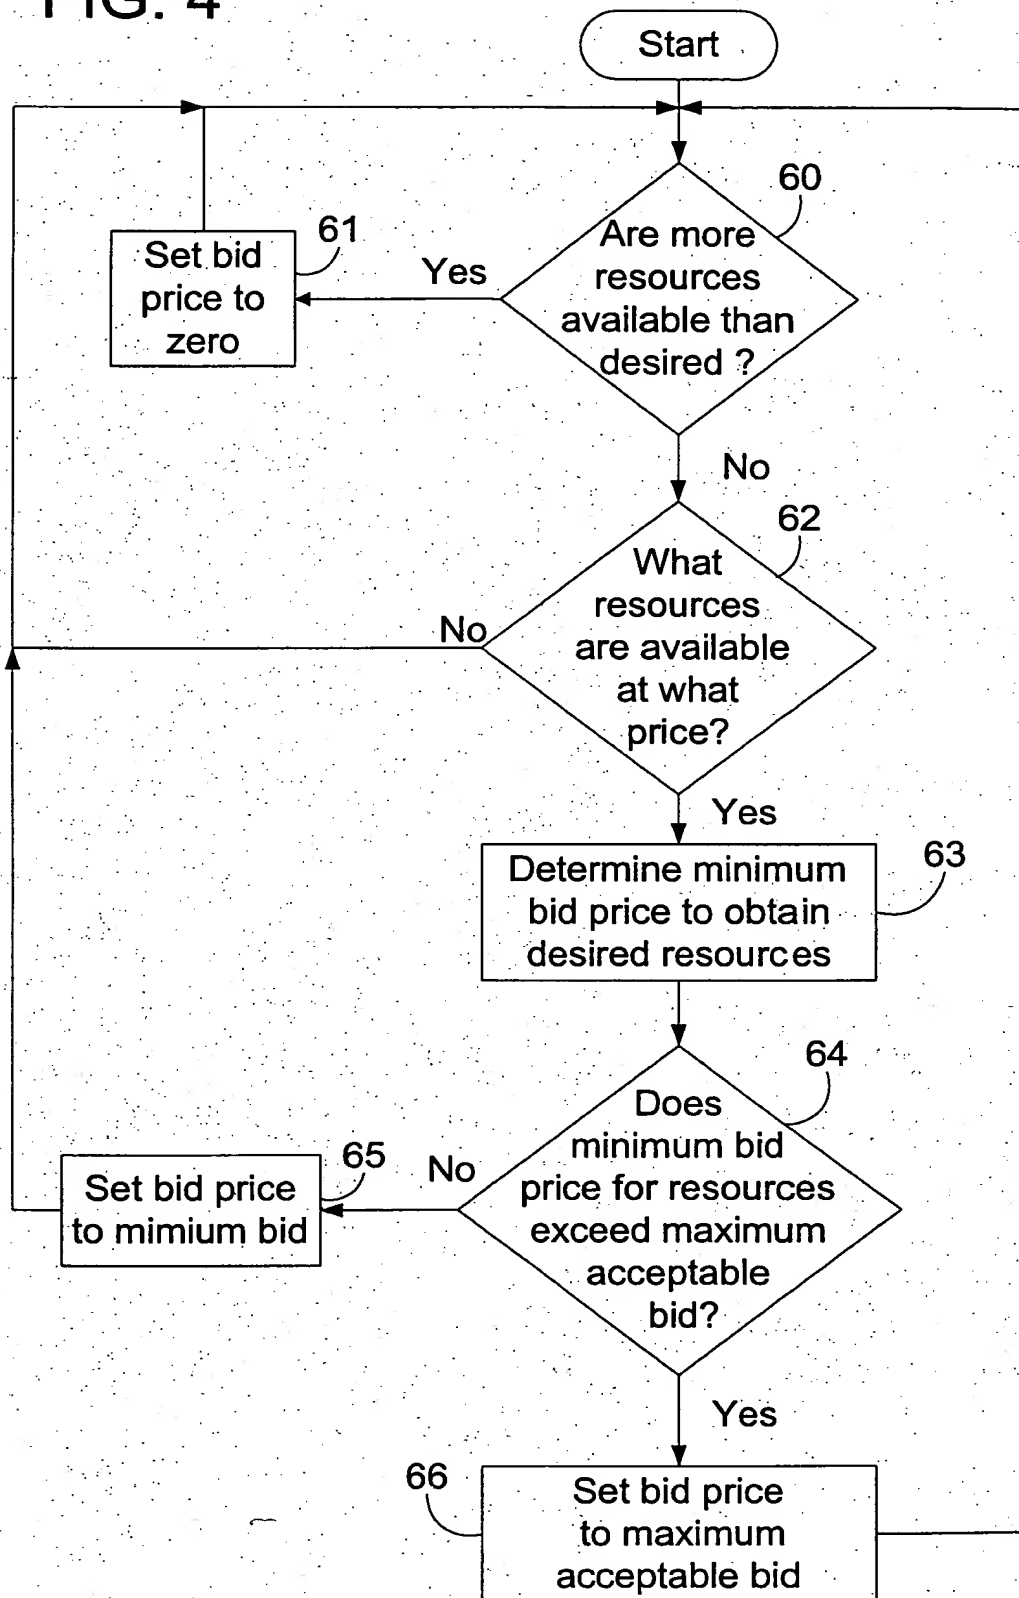 FIG. 4
Start
60
Are more
resources
available than
desired ?
Yes
61
Set bid
price to
zero
No
62
What
resources
are available
at what
price?
No
Yes
63
Determine minimum
bid price to obtain
desired resources
64
Does
minimum bid
price for resources
exceed maximum
acceptable
bid?
No
65
Set bid price
to mimium bid
Yes
66
Set bid price
to maximum
acceptable bid